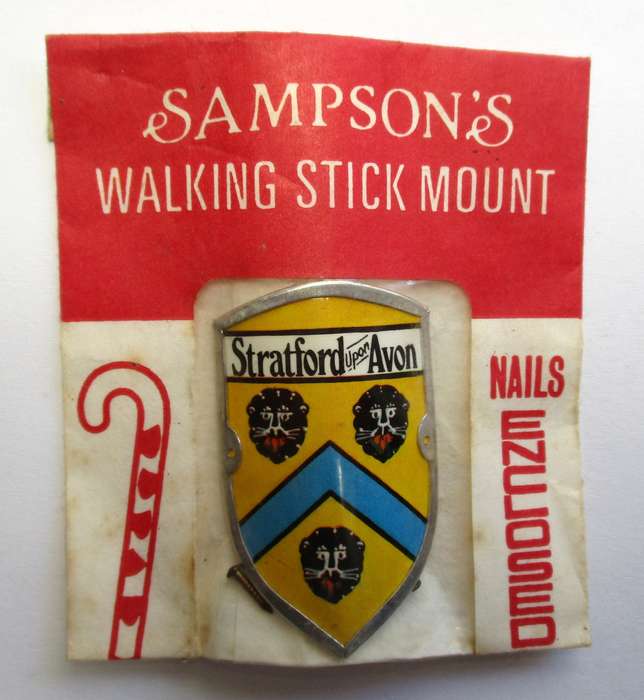 SAMPSON'S
WALKING STICK MOUNT
Stratford upon Avon
NAILS
ENCLOSED